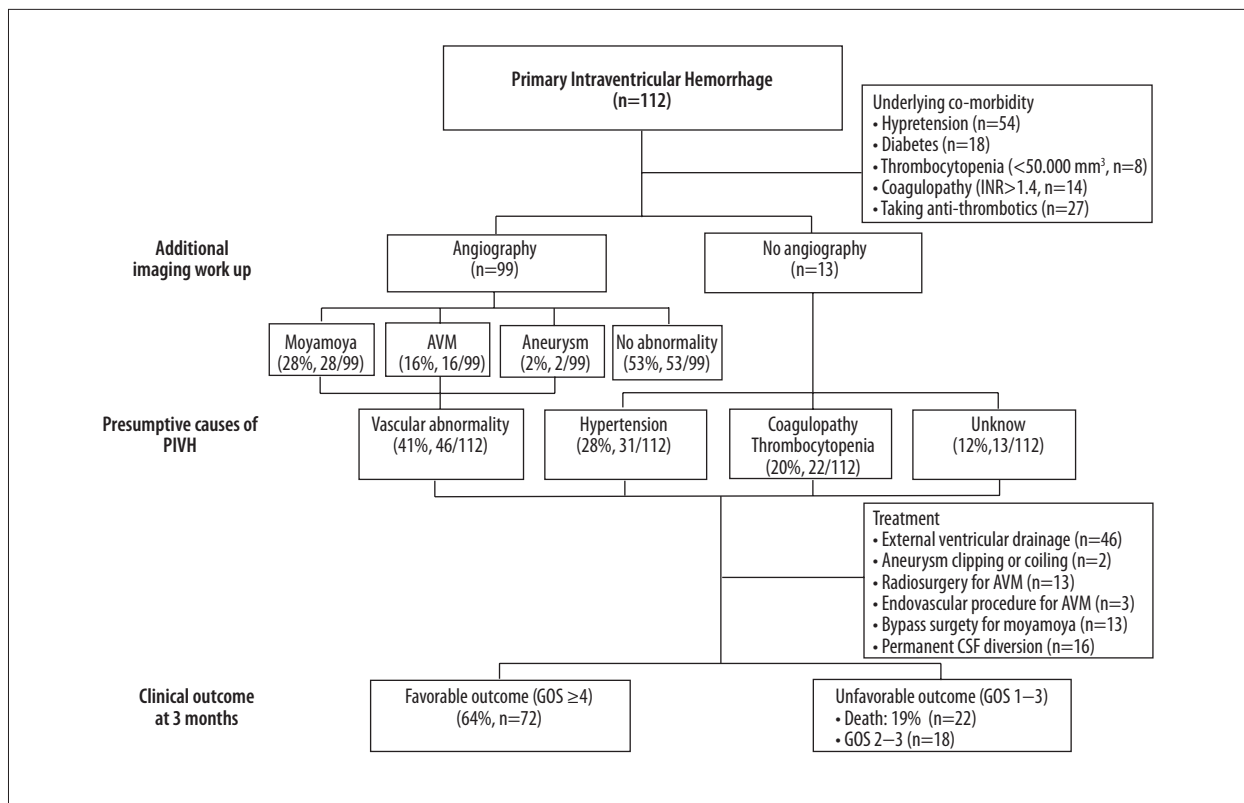 Primary Intraventricular Hemorrhage
(n=112)
Underlying co-morbidity
• Hypretension (n=54)
• Diabetes (n=18)
• Thrombocytopenia (<50.000 mm³, n=8)
• Coagulopathy (INR>1.4, n=14)
• Taking anti-thrombotics (n=27)
Additional
imaging work up
Angiography
(n=99)
No angiography
(n=13)
Moyamoya
(28%, 28/99)
AVM
(16%, 16/99)
Aneurysm
(2%, 2/99)
No abnormality
(53%, 53/99)
Presumptive causes of
PIVH
Vascular abnormality
(41%, 46/112)
Hypertension
(28%, 31/112)
Coagulopathy
Thrombocytopenia
(20%, 22/112)
Unknow
(12%,13/112)
Treatment
• External ventricular drainage (n=46)
• Aneurysm clipping or coiling (n=2)
• Radiosurgery for AVM (n=13)
• Endovascular procedure for AVM (n=3)
• Bypass surgety for moyamoya (n=13)
• Permanent CSF diversion (n=16)
Clinical outcome
at 3 months
Favorable outcome (GOS ≥4)
(64%, n=72)
Unfavorable outcome (GOS 1–3)
• Death: 19% (n=22)
• GOS 2–3 (n=18)